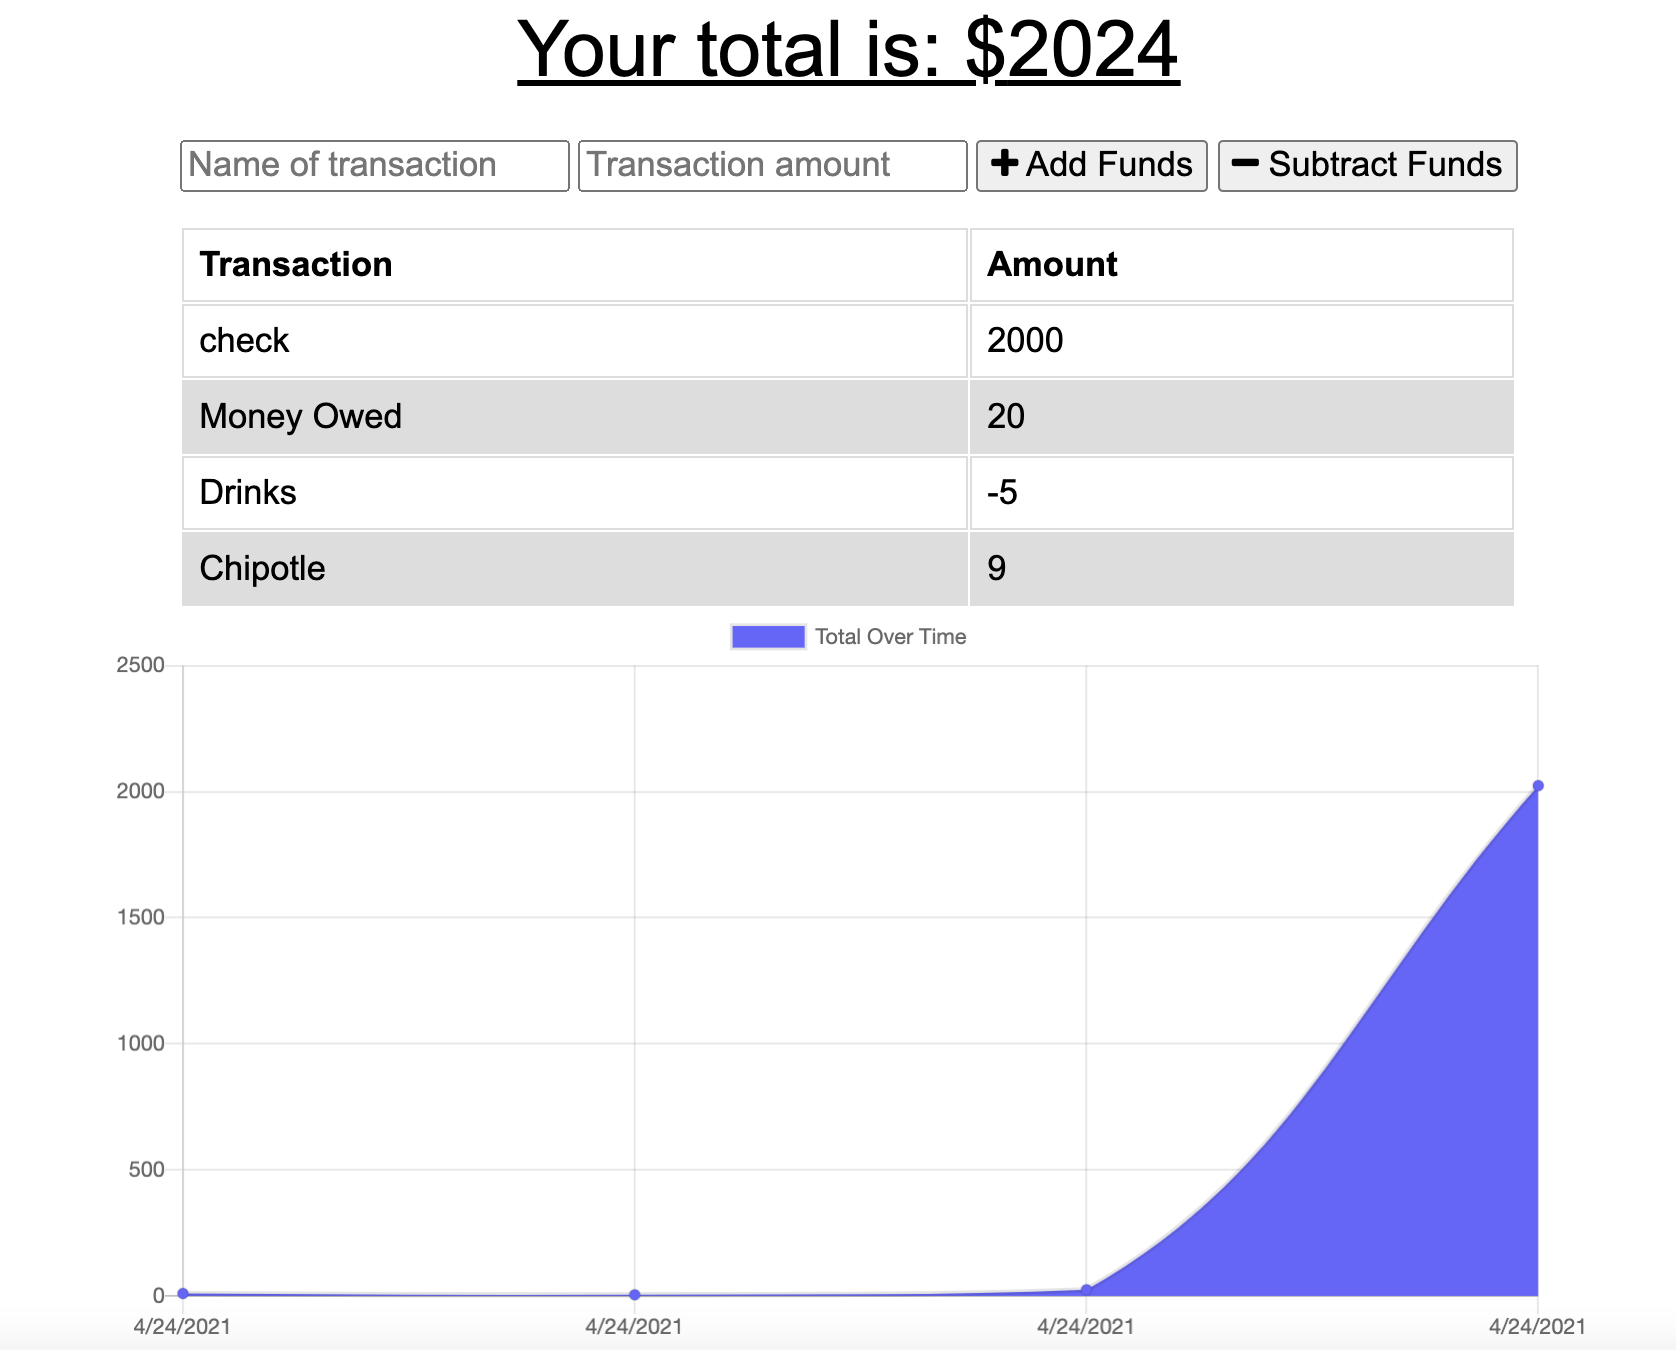 Your total is: $2024
Name of transaction Transaction amount Add Funds Subtract Funds
Transaction Amount
check 2000
Money Owed 20
Drinks -5
Chipotle 9
Total Over Time
2500
2000
1500
1000
500
0
4/24/2021 4/24/2021 4/24/2021 4/24/2021